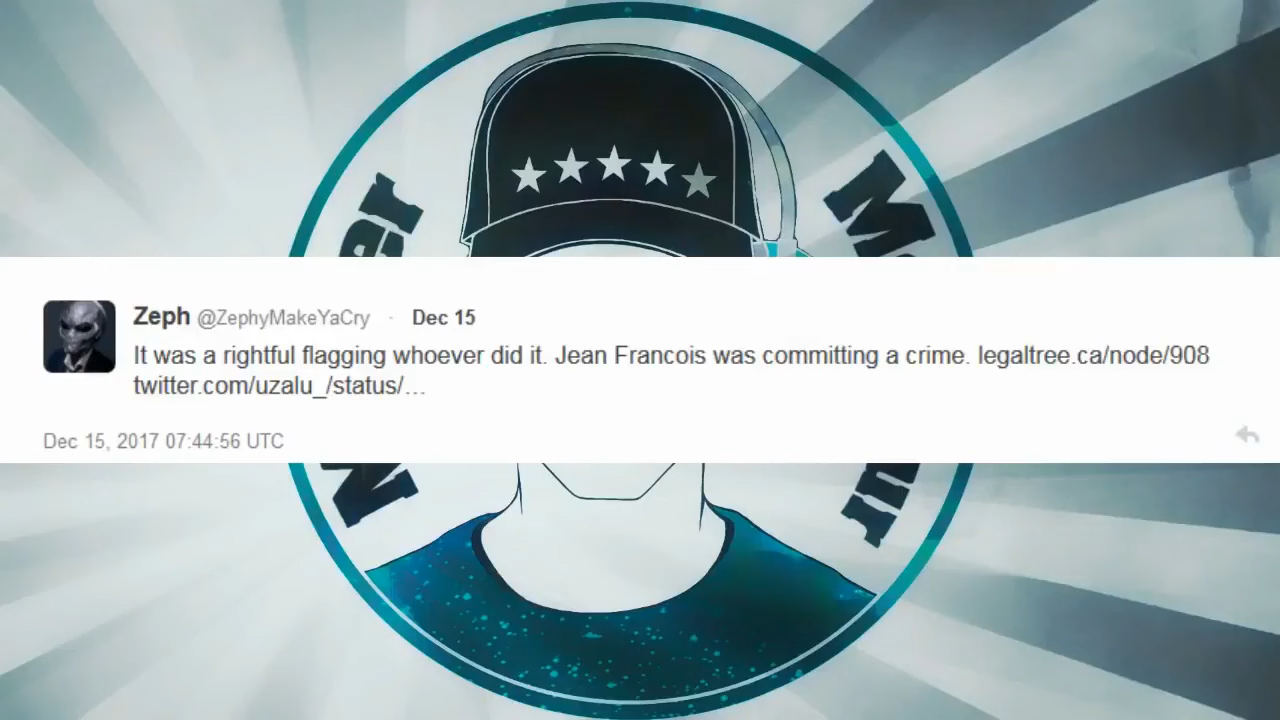 Zeph @ZephyMakeYaCry · Dec 15
It was a rightful flagging whoever did it. Jean Francois was committing a crime. legaltree.ca/node/908
twitter.com/uzalu_/status/…
Dec 15, 2017 07:44:56 UTC